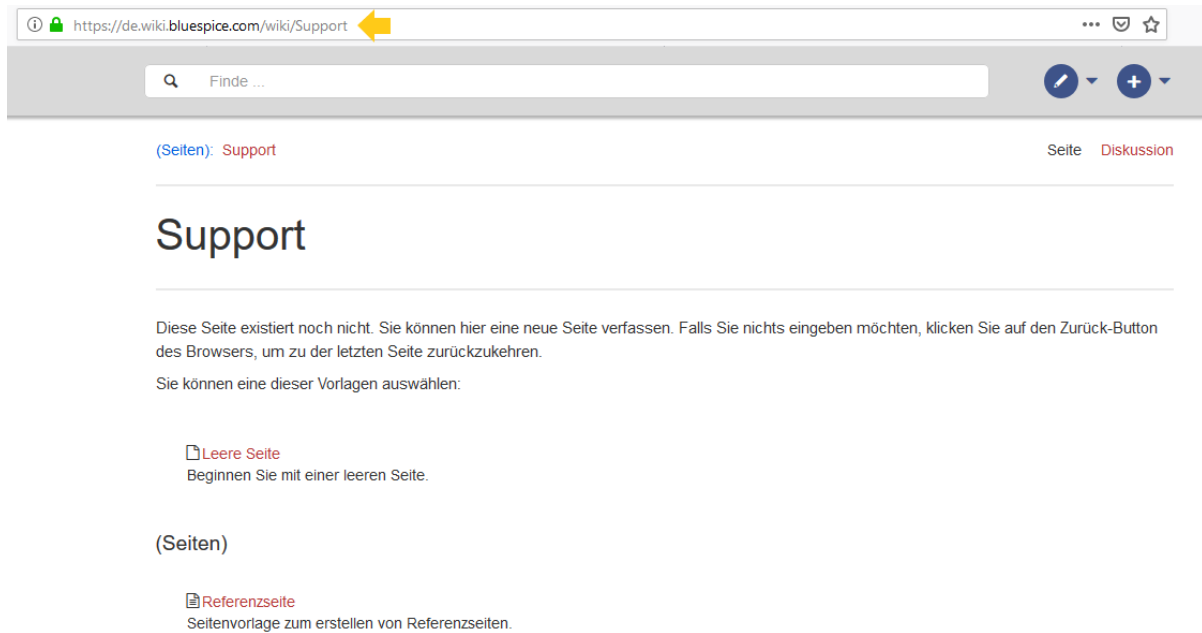 https://de.wiki.bluespice.com/wiki/Support
Finde ...
(Seiten): Support Seite Diskussion
Support
Diese Seite existiert noch nicht. Sie können hier eine neue Seite verfassen. Falls Sie nichts eingeben möchten, klicken Sie auf den Zurück-Button
des Browsers, um zu der letzten Seite zurückzukehren.
Sie können eine dieser Vorlagen auswählen:
Leere Seite
Beginnen Sie mit einer leeren Seite.
(Seiten)
Referenzseite
Seitenvorlage zum erstellen von Referenzseiten.